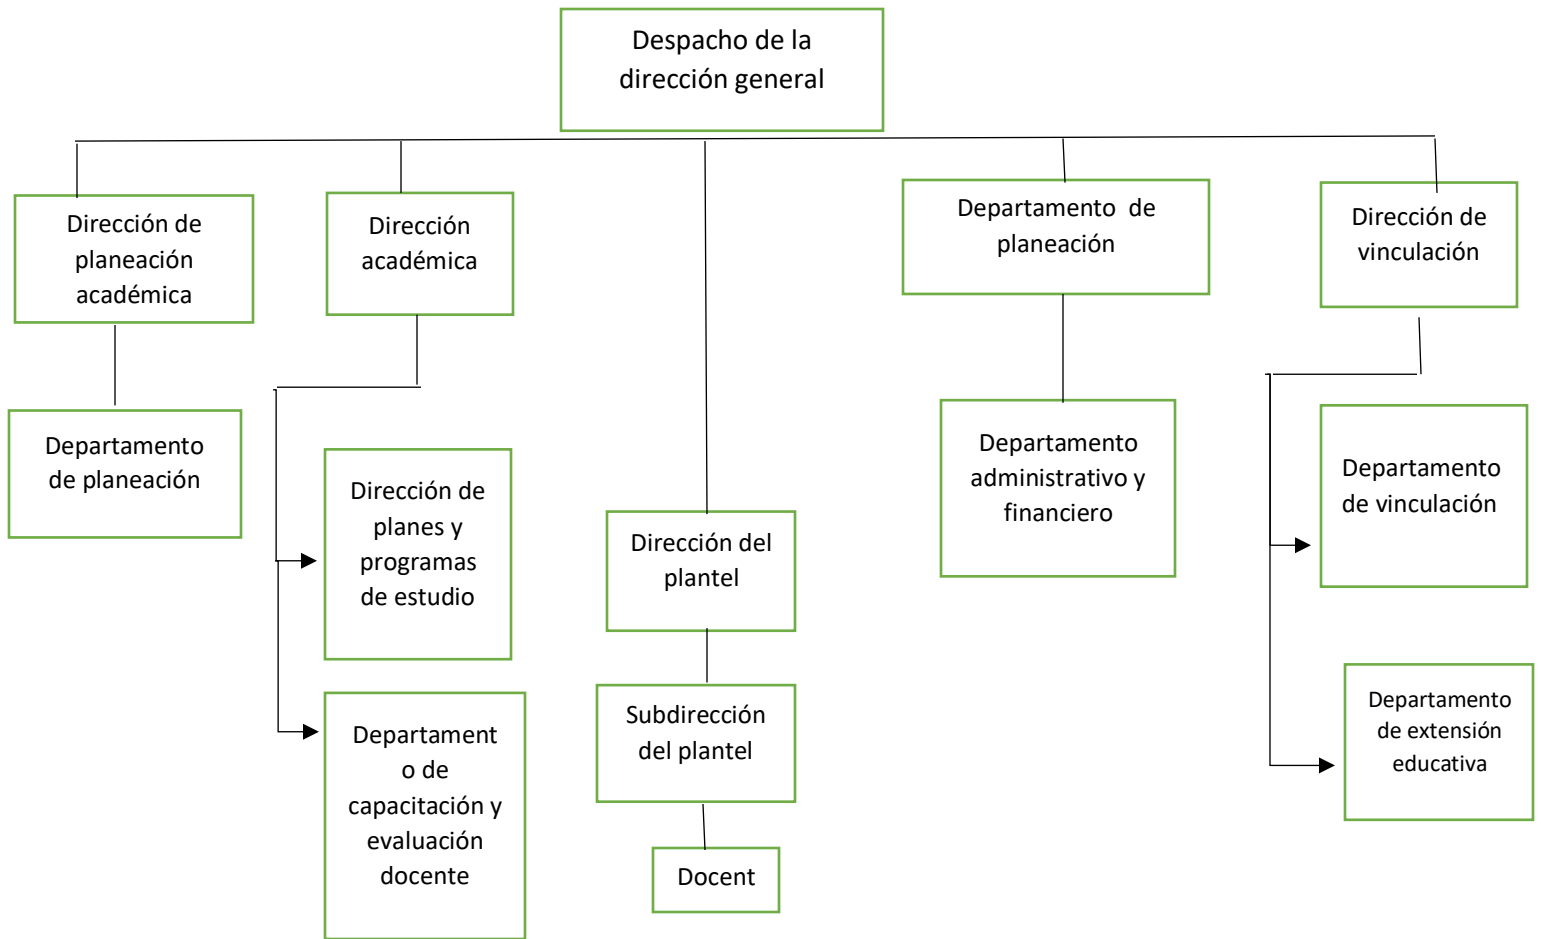 Despacho de la
dirección general
Dirección de
planeación
académica
Dirección
académica
Departamento de
planeación
Dirección de
vinculación
Departamento
de planeación
Dirección de
planes y
programas
de estudio
Departament
o de
capacitación y
evaluación
docente
Dirección del
plantel
Subdirección
del plantel
Docent
Departamento
administrativo y
financiero
Departamento
de vinculación
Departamento
de extensión
educativa